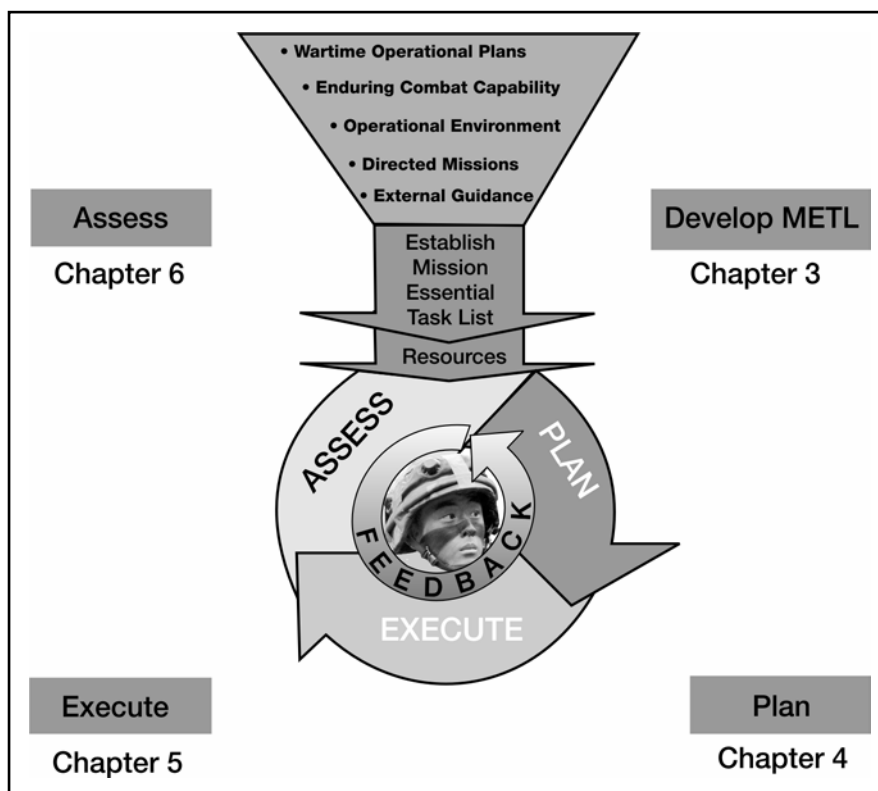 • Wartime Operational Plans
• Enduring Combat Capability
• Operational Environment
• Directed Missions
• External Guidance
Assess
Chapter 6
Develop METL
Chapter 3
Establish
Mission
Essential
Task List
Resources
ASSESS
PLAN
FEEDBACK
EXECUTE
Execute
Chapter 5
Plan
Chapter 4